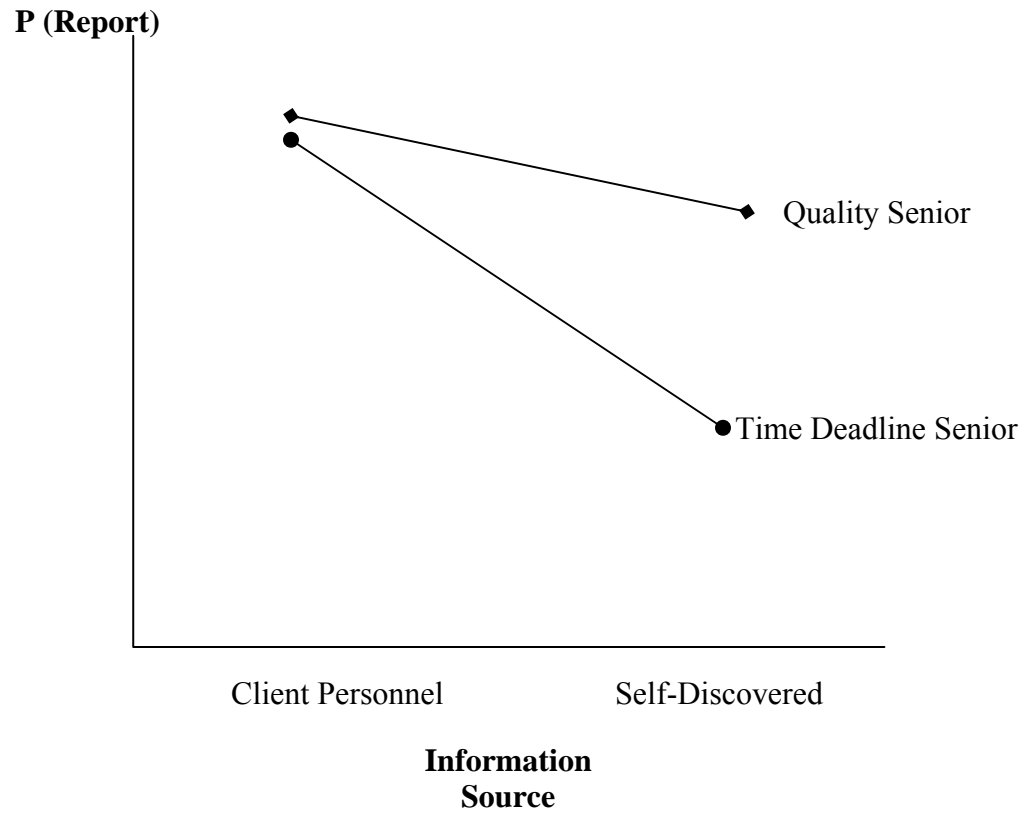 P (Report)
Quality Senior
Time Deadline Senior
Client Personnel
Self-Discovered
Information
Source